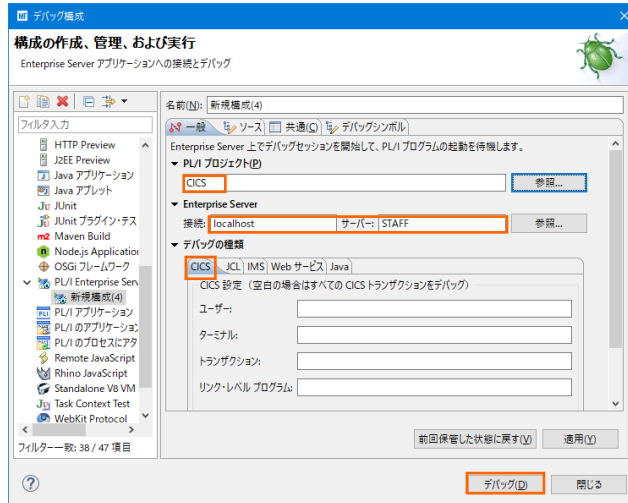 デバッグ構成
構成の作成、管理、および実行
Enterprise Server アプリケーションへの接続とデバッグ
フィルタ入力
HTTP Preview
J2EE Preview
Java アプリケーション
Java アプレット
JUnit
JUnit プラグイン・テス
Maven Build
Node.js Application
OSGi フレームワーク
PL/I Enterprise Serv
新規構成(4)
PL/I アプリケーション
PL/I のアプリケーション
PL/I のプロセスにアタ
Remote JavaScript
Rhino JavaScript
Standalone V8 VM
Task Context Test
WebKit Protocol
フィルター一致: 38 / 47 項目
名前(N): 新規構成(4)
一般 ソース 共通(C) デバッグシンボル
Enterprise Server 上でデバッグセッションを開始して、PL/I プログラムの起動を待機します。
PL/I プロジェクト(P)
CICS 参照...
Enterprise Server
接続: localhost サーバー: STAFF 参照...
デバッグの種類
CICS JCL IMS Web サービス Java
CICS 設定 （空白の場合はすべての CICS トランザクションをデバッグ）
ユーザー:
ターミナル:
トランザクション:
リンク・レベル プログラム:
前回保管した状態に戻す(V) 適用(Y)
デバッグ(D) 閉じる